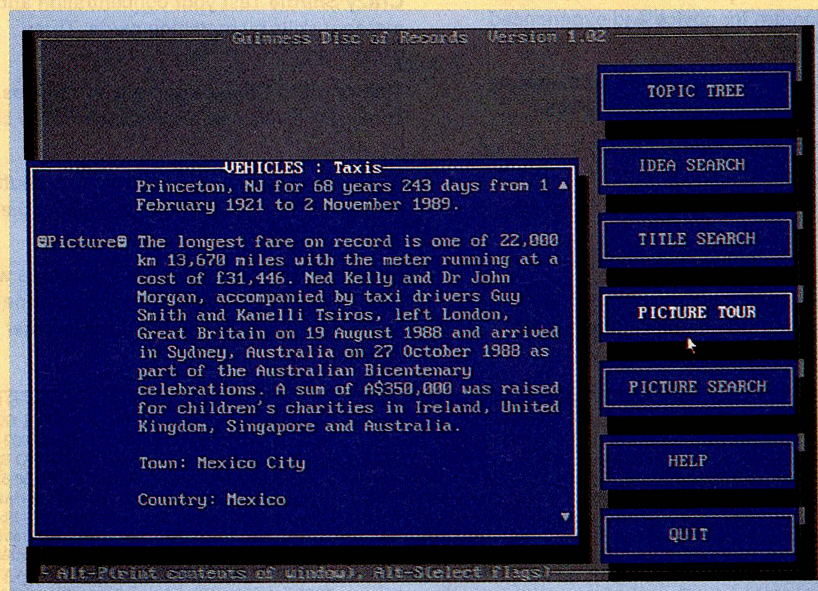 Guinness Disc of Records Version 1.02
VEHICLES : Taxis
Princeton, NJ for 68 years 243 days from 1
February 1921 to 2 November 1989.
Picture The longest fare on record is one of 22,000
km 13,670 miles with the meter running at a
cost of £31,446. Ned Kelly and Dr John
Morgan, accompanied by taxi drivers Guy
Smith and Kanelli Tsiros, left London,
Great Britain on 19 August 1988 and arrived
in Sydney, Australia on 27 October 1988 as
part of the Australian Bicentenary
celebrations. A sum of A$350,000 was raised
for children's charities in Ireland, United
Kingdom, Singapore and Australia.
Town: Mexico City
Country: Mexico
TOPIC TREE
IDEA SEARCH
TITLE SEARCH
PICTURE TOUR
PICTURE SEARCH
HELP
QUIT
Alt-P(rint contents of window), Alt-S(elect flags)